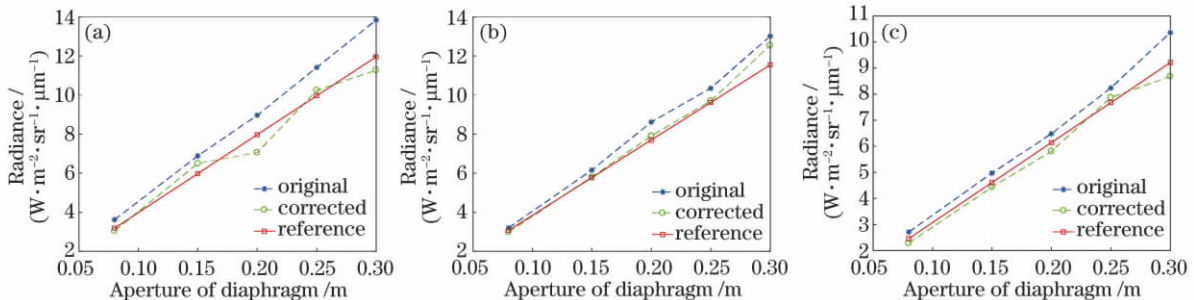 (a)
14
12
10
8
6
4
2
0.05 0.10 0.15 0.20 0.25 0.30
Radiance /
(W·m⁻²·sr⁻¹·μm⁻¹)
original
corrected
reference
Aperture of diaphragm /m
(b)
14
12
10
8
6
4
2
0.05 0.10 0.15 0.20 0.25 0.30
Radiance /
(W·m⁻²·sr⁻¹·μm⁻¹)
original
corrected
reference
Aperture of diaphragm /m
(c)
11
10
9
8
7
6
5
4
3
2
0.05 0.10 0.15 0.20 0.25 0.30
Radiance /
(W·m⁻²·sr⁻¹·μm⁻¹)
original
corrected
reference
Aperture of diaphragm /m